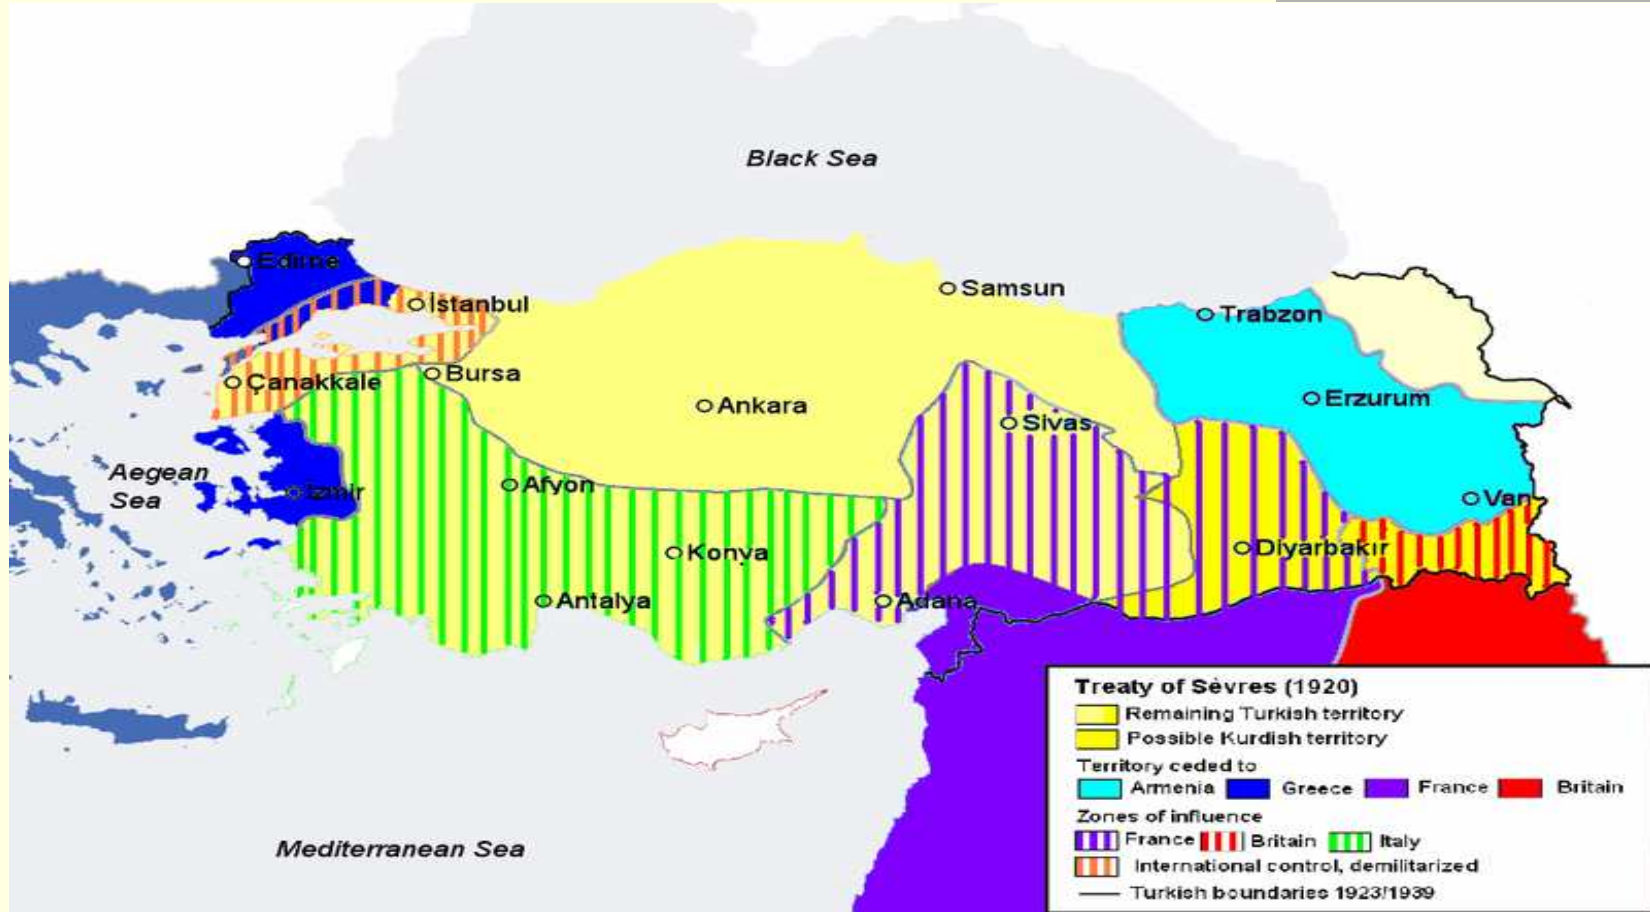 Black Sea
Edirne
İstanbul
Samsun
Trabzon
Çanakkale
Bursa
Ankara
Erzurum
Sivas
Aegean
Sea
İzmir
Afyon
Van
Konya
Diyarbakır
Antalya
Adana
Mediterranean Sea
Treaty of Sèvres (1920)
Remaining Turkish territory
Possible Kurdish territory
Territory ceded to
Armenia Greece France Britain
Zones of influence
France Britain Italy
International control, demilitarized
Turkish boundaries 1923/1939